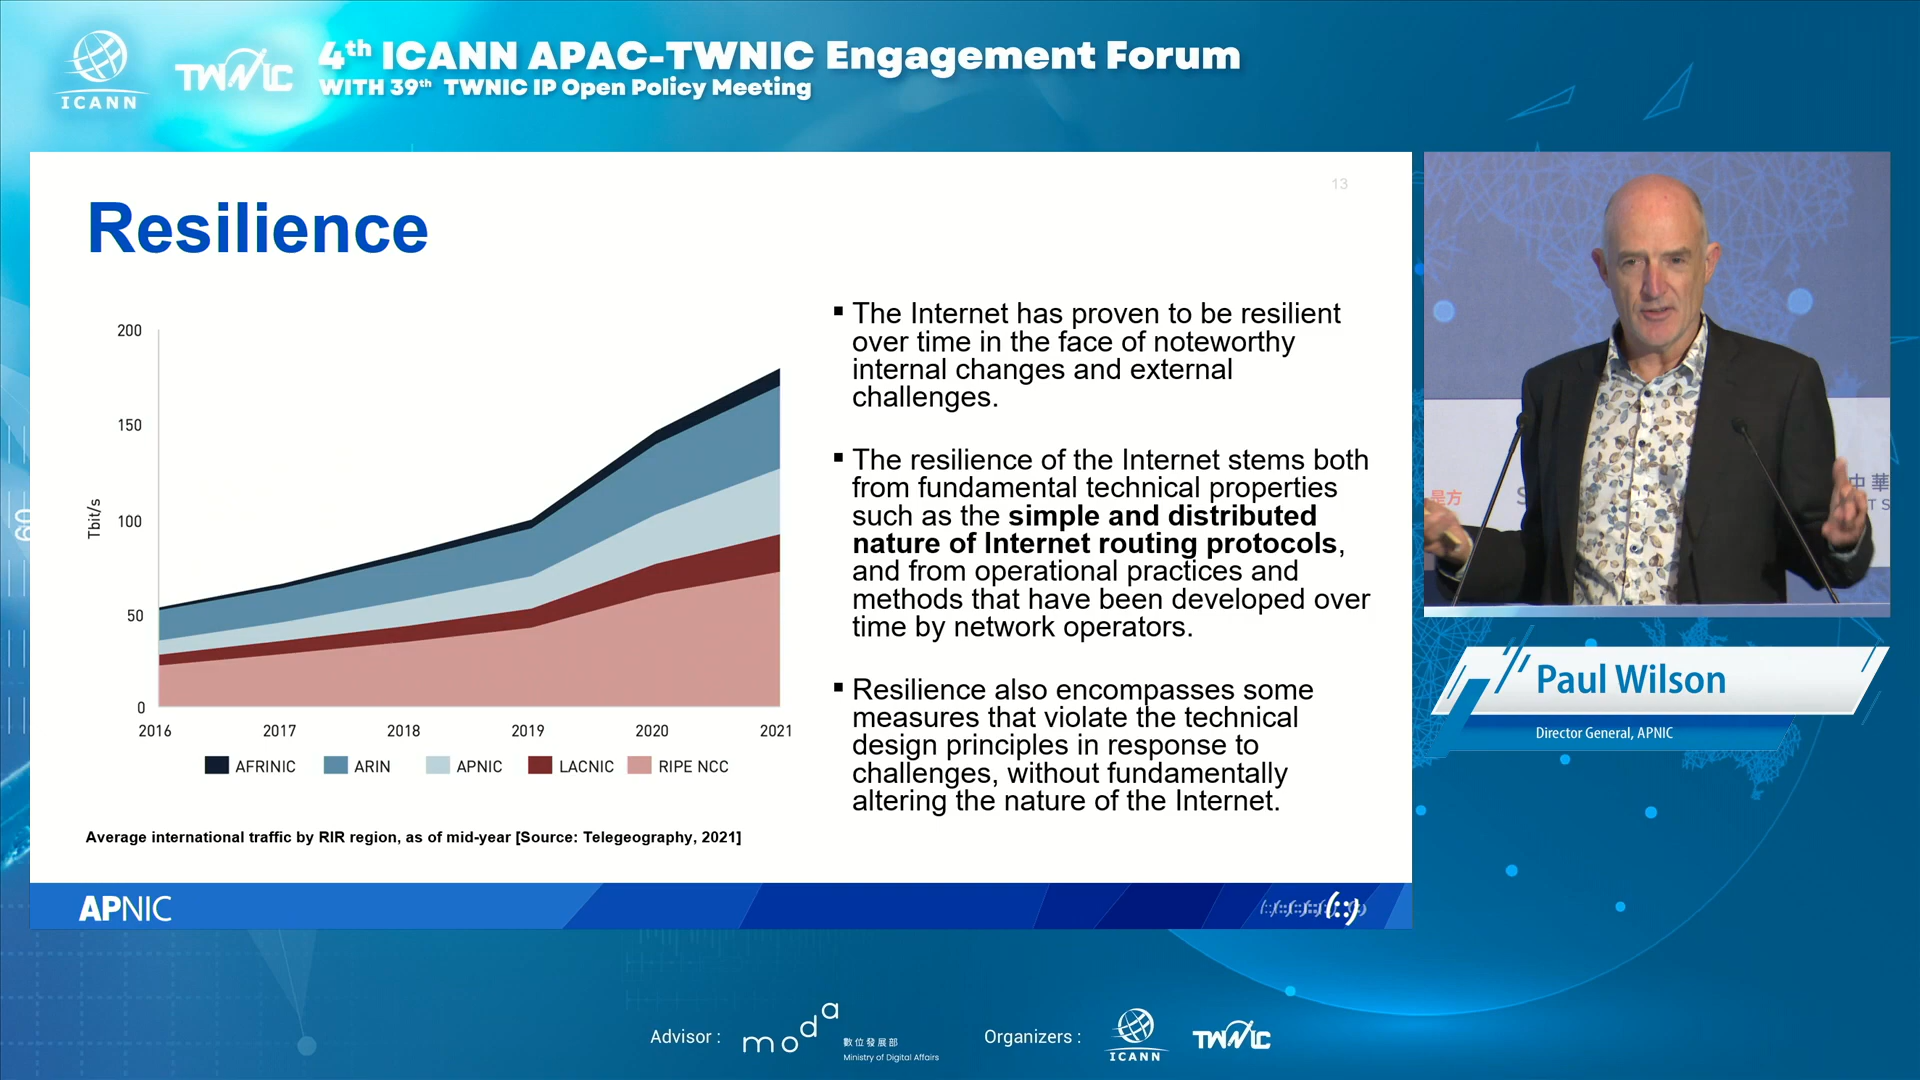 4th ICANN APAC-TWNIC Engagement Forum
WITH 39th TWNIC IP Open Policy Meeting
ICANN
TWNIC
13
Resilience
200
150
100
50
0
Tbit/s
2016 2017 2018 2019 2020 2021
AFRINIC ARIN APNIC LACNIC RIPE NCC
Average international traffic by RIR region, as of mid-year [Source: Telegeography, 2021]
▪ The Internet has proven to be resilient
over time in the face of noteworthy
internal changes and external
challenges.
▪ The resilience of the Internet stems both
from fundamental technical properties
such as the simple and distributed
nature of Internet routing protocols,
and from operational practices and
methods that have been developed over
time by network operators.
▪ Resilience also encompasses some
measures that violate the technical
design principles in response to
challenges, without fundamentally
altering the nature of the Internet.
APNIC
(::)
是方
S
中華
T S
Paul Wilson
Director General, APNIC
Advisor :
moda
數位發展部
Ministry of Digital Affairs
Organizers :
ICANN
TWNIC